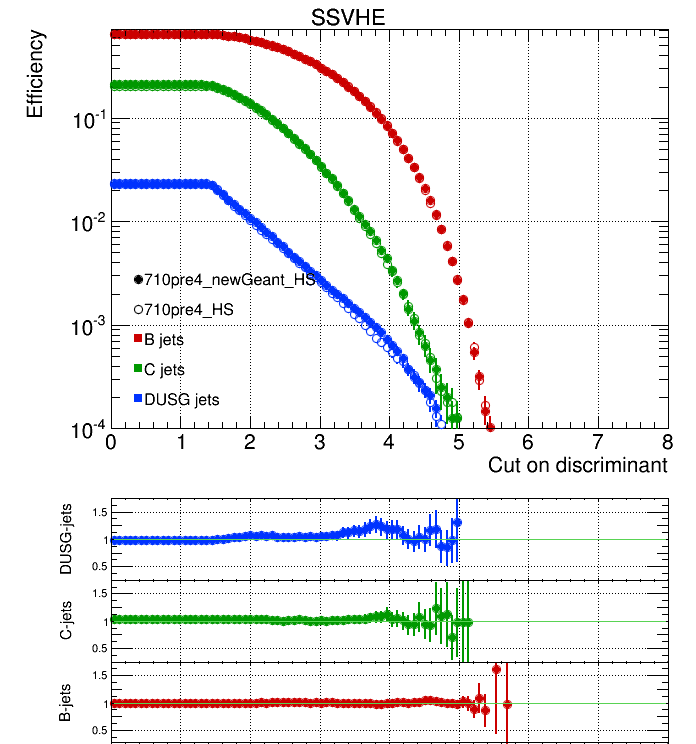 SSVHE
Efficiency
10-1
10-2
10-3
10-4
710pre4_newGeant_HS
710pre4_HS
B jets
C jets
DUSG jets
0 1 2 3 4 5 6 7 8
Cut on discriminant
DUSG-jets
1.5
1
0.5
C-jets
1.5
1
0.5
B-jets
1.5
1
0.5